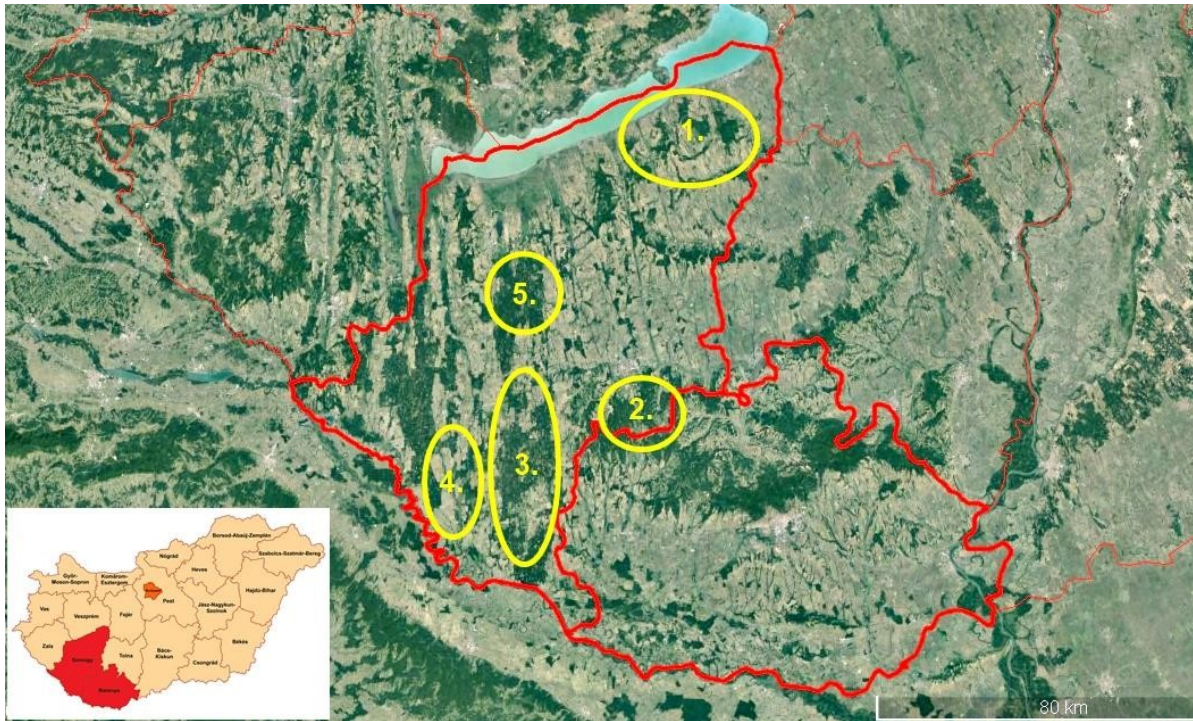 1.
5.
2.
3.
4.
80 km
Borsod-Abaúj-Zemplén
Szabolcs-Szatmár-Bereg
Nógrád
Heves
Győr-
Moson-Sopron
Komárom-
Esztergom
Hajdú-Bihar
Pest
Vas
Veszprém
Fejér
Jász-Nagykun-
Szolnok
Zala
Somogy
Tolna
Bács-
Kiskun
Csongrád
Békés
Baranya